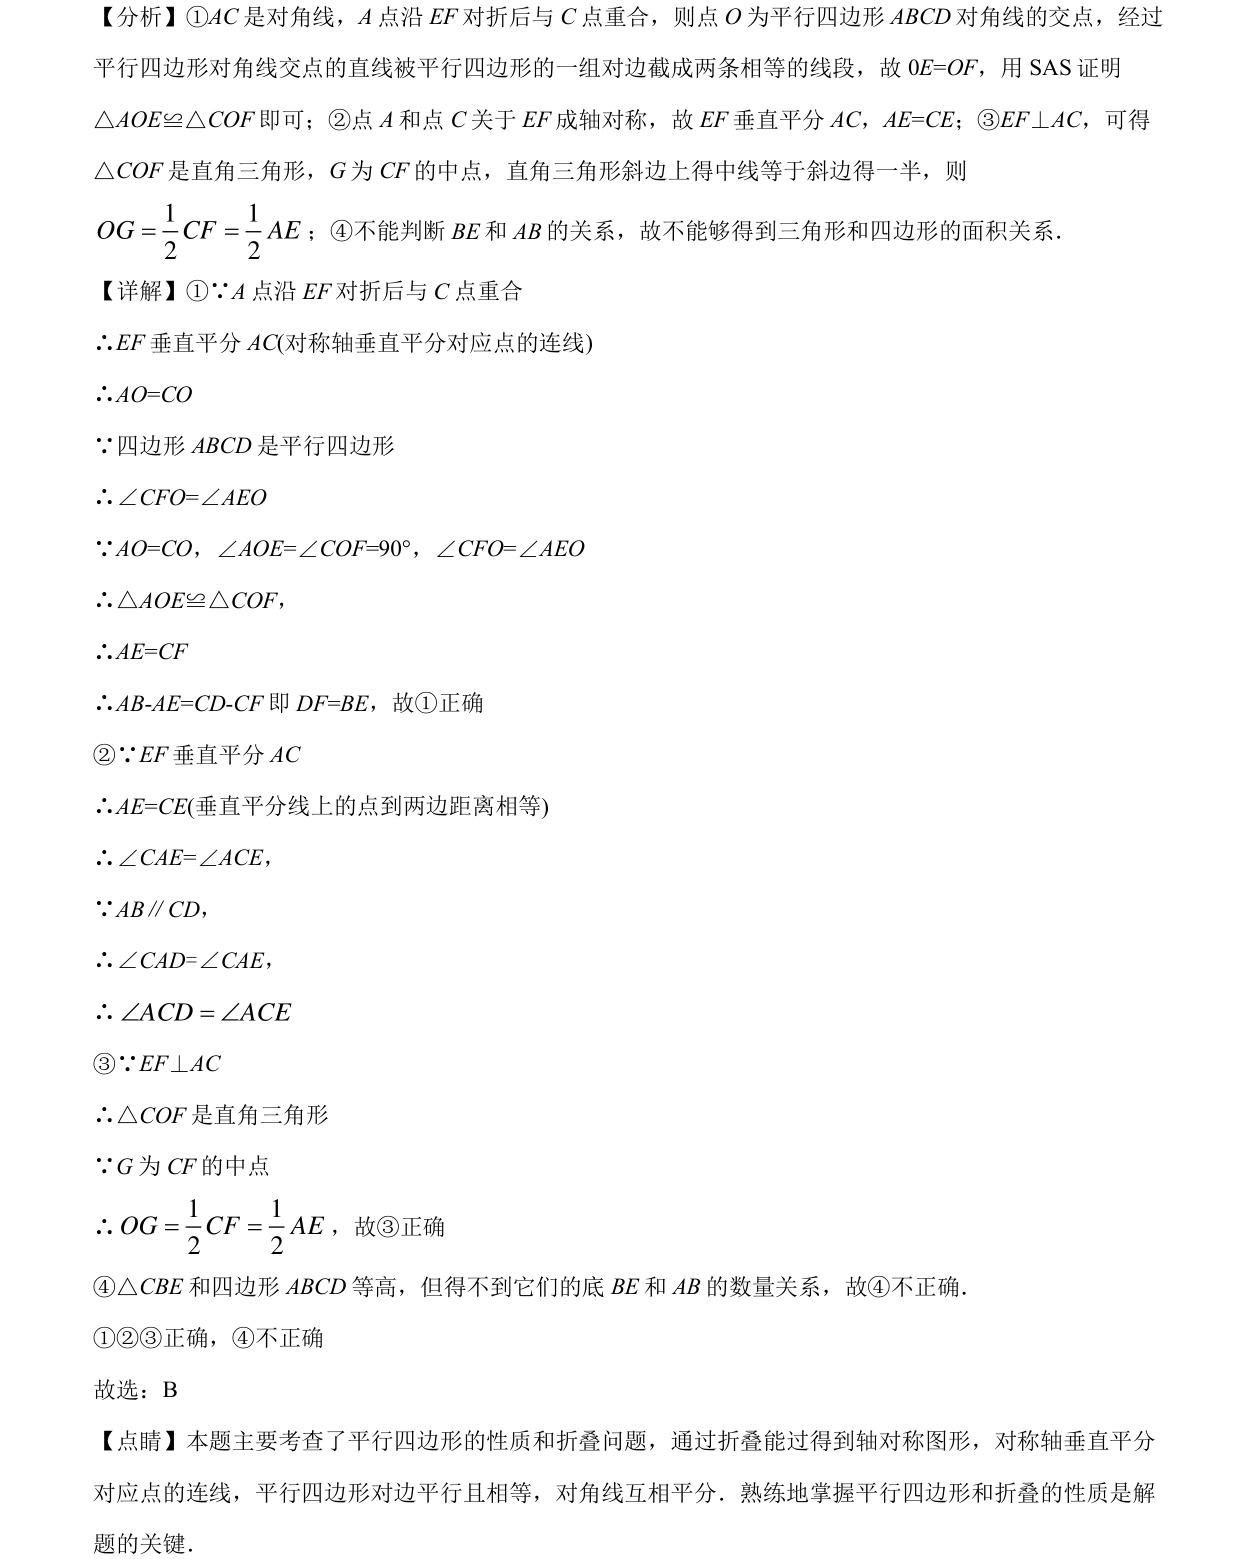 【分析】①AC是对角线，A点沿EF对折后与C点重合，则点O为平行四边形ABCD对角线的交点，经过
平行四边形对角线交点的直线被平行四边形的一组对边截成两条相等的线段，故0E=OF，用SAS证明
△AOE≌△COF即可；②点A和点C关于EF成轴对称，故EF垂直平分AC，AE=CE；③EF⊥AC，可得
△COF是直角三角形，G为CF的中点，直角三角形斜边上得中线等于斜边得一半，则
OG=1/2CF=1/2AE；④不能判断BE和AB的关系，故不能够得到三角形和四边形的面积关系．
【详解】①∵A点沿EF对折后与C点重合
∴EF垂直平分AC(对称轴垂直平分对应点的连线)
∴AO=CO
∵四边形ABCD是平行四边形
∴∠CFO=∠AEO
∵AO=CO，∠AOE=∠COF=90°，∠CFO=∠AEO
∴△AOE≌△COF，
∴AE=CF
∴AB-AE=CD-CF即DF=BE，故①正确
②∵EF垂直平分AC
∴AE=CE(垂直平分线上的点到两边距离相等)
∴∠CAE=∠ACE，
∵AB∥CD，
∴∠CAD=∠CAE，
∴∠ACD=∠ACE
③∵EF⊥AC
∴△COF是直角三角形
∵G为CF的中点
∴OG=1/2CF=1/2AE，故③正确
④△CBE和四边形ABCD等高，但得不到它们的底BE和AB的数量关系，故④不正确．
①②③正确，④不正确
故选：B
【点睛】本题主要考查了平行四边形的性质和折叠问题，通过折叠能过得到轴对称图形，对称轴垂直平分
对应点的连线，平行四边形对边平行且相等，对角线互相平分．熟练地掌握平行四边形和折叠的性质是解
题的关键．